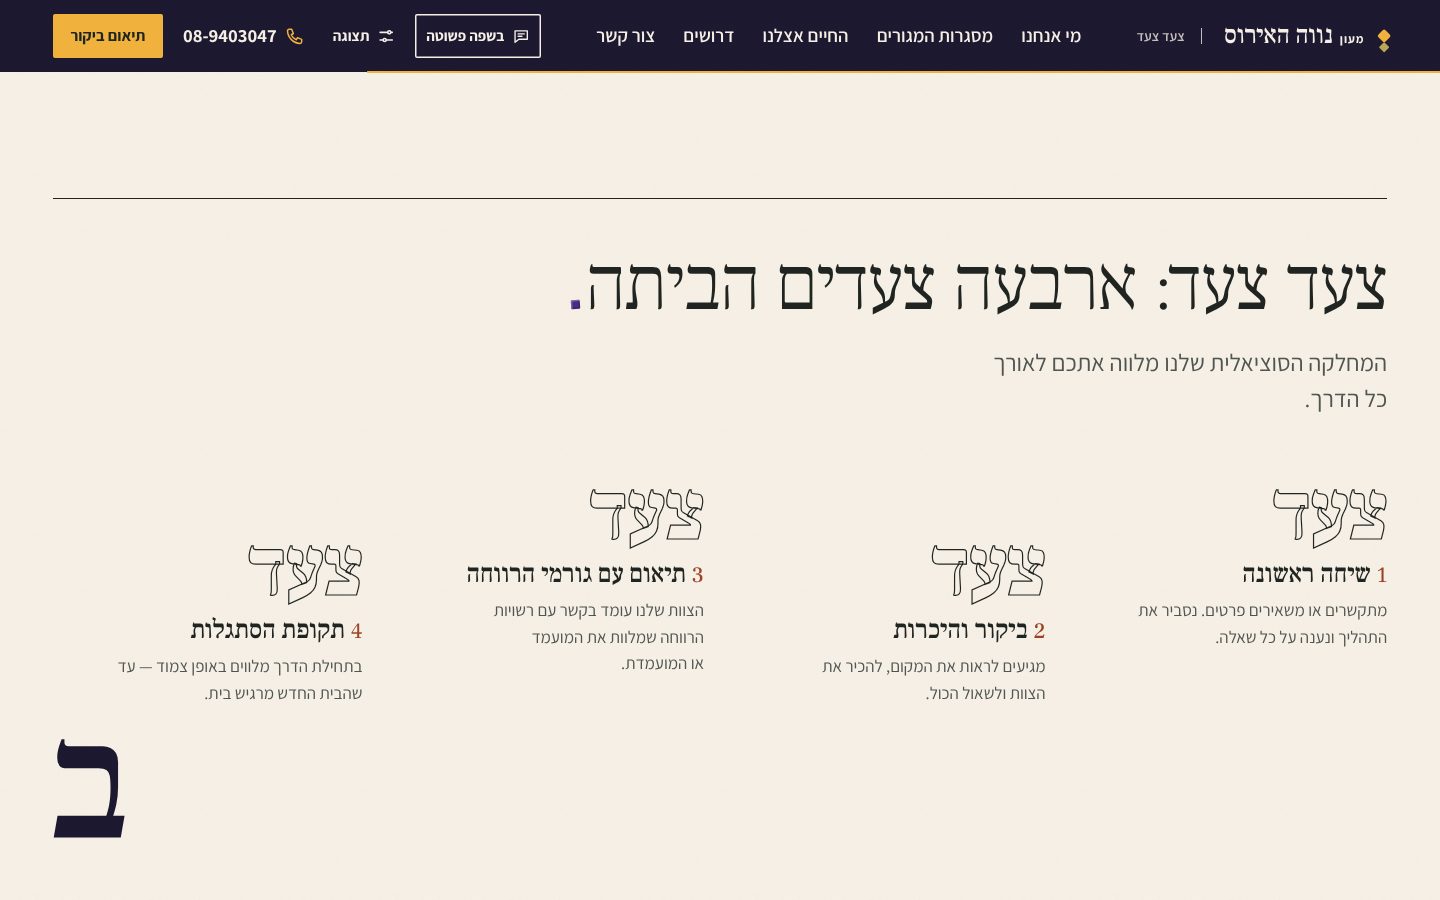 מעון נווה האירוס | צעד צעד
מי אנחנו
מסגרות המגורים
החיים אצלנו
דרושים
צור קשר
בשפה פשוטה
תצוגה
08-9403047
תיאום ביקור
צעד צעד: ארבעה צעדים הביתה.
המחלקה הסוציאלית שלנו מלווה אתכם לאורך
כל הדרך.
צעד
1 שיחה ראשונה
מתקשרים או משאירים פרטים. נסביר את
התהליך ונענה על כל שאלה.
צעד
2 ביקור והיכרות
מגיעים לראות את המקום, להכיר את
הצוות ולשאול הכול.
צעד
3 תיאום עם גורמי הרווחה
הצוות שלנו עומד בקשר עם רשויות
הרווחה שמלוות את המועמד
או המועמדת.
צעד
4 תקופת הסתגלות
בתחילת הדרך מלווים באופן צמוד — עד
שהבית החדש מרגיש בית.
ב